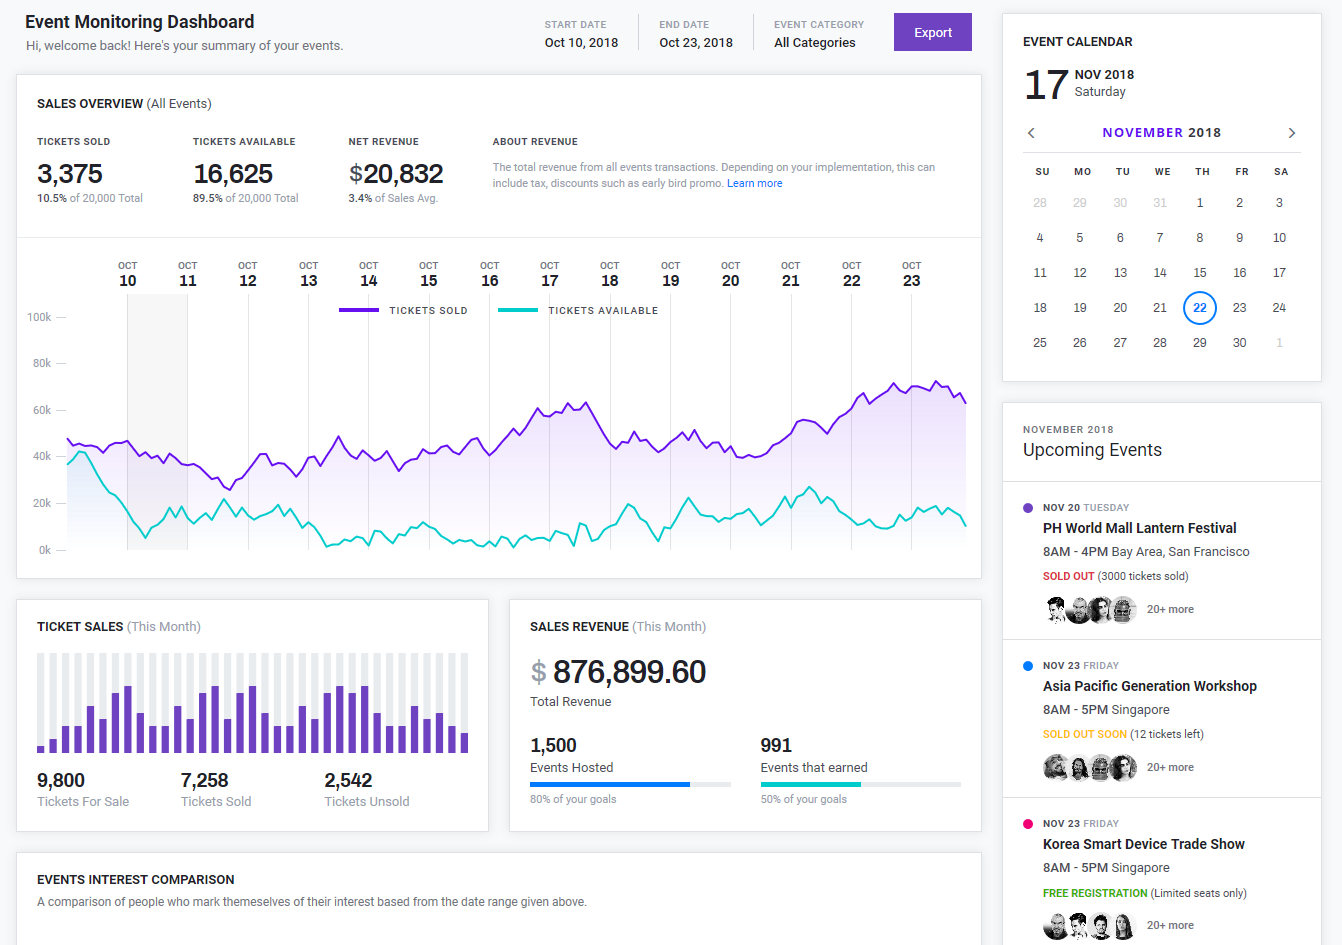 Event Monitoring Dashboard
Hi, welcome back! Here's your summary of your events.
START DATE
Oct 10, 2018
END DATE
Oct 23, 2018
EVENT CATEGORY
All Categories
Export
SALES OVERVIEW (All Events)
TICKETS SOLD
3,375
10.5% of 20,000 Total
TICKETS AVAILABLE
16,625
89.5% of 20,000 Total
NET REVENUE
$20,832
3.4% of Sales Avg.
ABOUT REVENUE
The total revenue from all events transactions. Depending on your implementation, this can
include tax, discounts such as early bird promo. Learn more
OCT OCT OCT OCT OCT OCT OCT OCT OCT OCT OCT OCT OCT OCT
10 11 12 13 14 15 16 17 18 19 20 21 22 23
TICKETS SOLD TICKETS AVAILABLE
100k
80k
60k
40k
20k
0k
TICKET SALES (This Month)
9,800
Tickets For Sale
7,258
Tickets Sold
2,542
Tickets Unsold
SALES REVENUE (This Month)
$ 876,899.60
Total Revenue
1,500
Events Hosted
80% of your goals
991
Events that earned
50% of your goals
EVENTS INTEREST COMPARISON
A comparison of people who mark themeselves of their interest based from the date range given above.
EVENT CALENDAR
17
NOV 2018
Saturday
NOVEMBER 2018
SU MO TU WE TH FR SA
28 29 30 31 1 2 3
4 5 6 7 8 9 10
11 12 13 14 15 16 17
18 19 20 21 22 23 24
25 26 27 28 29 30 1
NOVEMBER 2018
Upcoming Events
NOV 20 TUESDAY
PH World Mall Lantern Festival
8AM - 4PM Bay Area, San Francisco
SOLD OUT (3000 tickets sold)
20+ more
NOV 23 FRIDAY
Asia Pacific Generation Workshop
8AM - 5PM Singapore
SOLD OUT SOON (12 tickets left)
20+ more
NOV 23 FRIDAY
Korea Smart Device Trade Show
8AM - 5PM Singapore
FREE REGISTRATION (Limited seats only)
20+ more